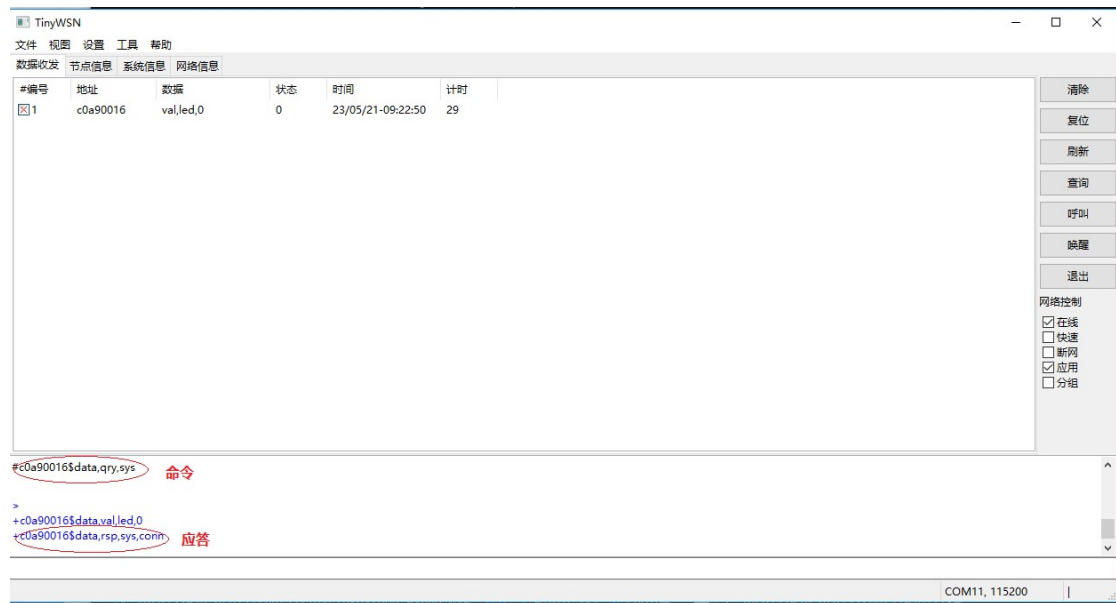 TinyWSN
文件 视图 设置 工具 帮助
数据收发 节点信息 系统信息 网络信息
#编号 地址 数据 状态 时间 计时
1 c0a90016 val,led,0 0 23/05/21-09:22:50 29
清除
复位
刷新
查询
呼叫
唤醒
退出
网络控制
在线
快速
断网
应用
分组
#c0a90016$data,qry,sys 命令
>
+c0a90016$data,val,led,0
+c0a90016$data,rsp,sys,conn 应答
COM11, 115200